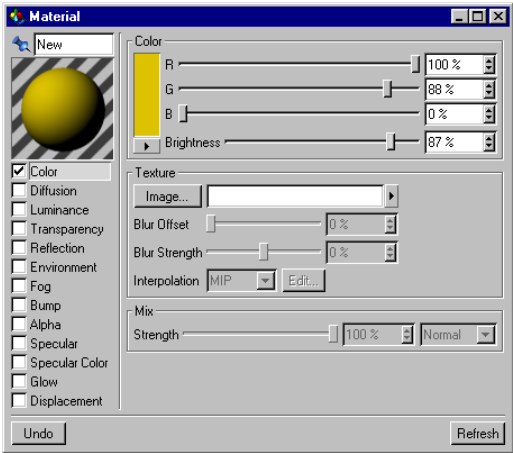 Material
New
Color
Diffusion
Luminance
Transparency
Reflection
Environment
Fog
Bump
Alpha
Specular
Specular Color
Glow
Displacement
Color
R 100 %
G 88 %
B 0 %
Brightness 87 %
Texture
Image...
Blur Offset 0 %
Blur Strength 0 %
Interpolation MIP Edit...
Mix
Strength 100 % Normal
Undo Refresh